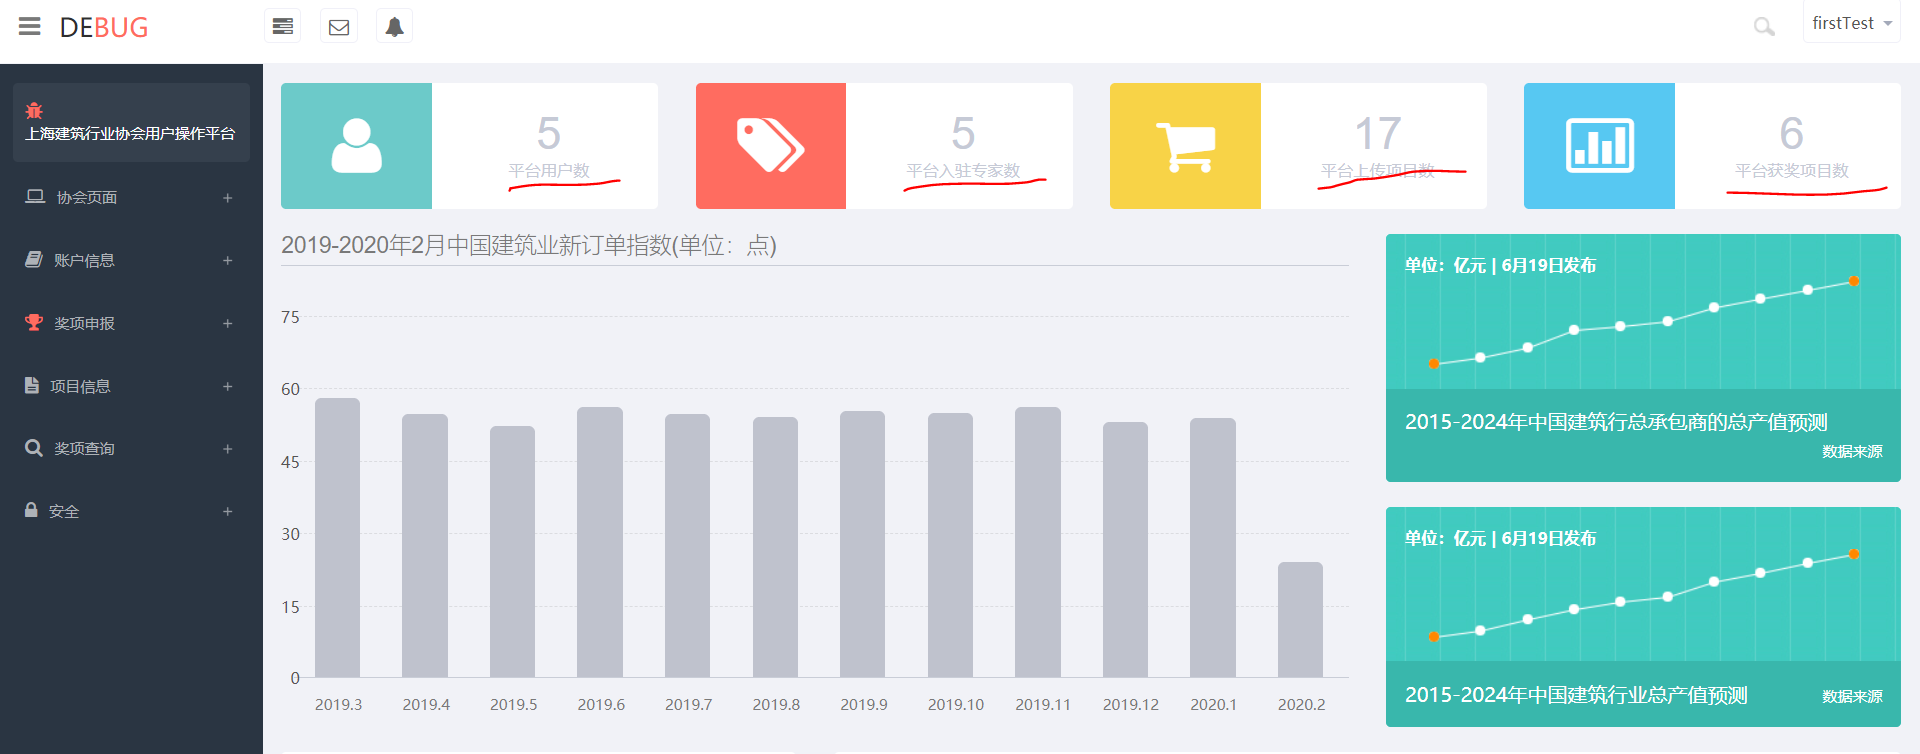 DEBUG
firstTest
上海建筑行业协会用户操作平台
协会页面 +
账户信息 +
奖项申报 +
项目信息 +
奖项查询 +
安全 +
5
平台用户数
5
平台入驻专家数
17
平台上传项目数
6
平台获奖项目数
2019-2020年2月中国建筑业新订单指数(单位：点)
75
60
45
30
15
0
2019.3 2019.4 2019.5 2019.6 2019.7 2019.8 2019.9 2019.10 2019.11 2019.12 2020.1 2020.2
单位：亿元 | 6月19日发布
2015-2024年中国建筑行总承包商的总产值预测
数据来源
单位：亿元 | 6月19日发布
2015-2024年中国建筑行业总产值预测 数据来源